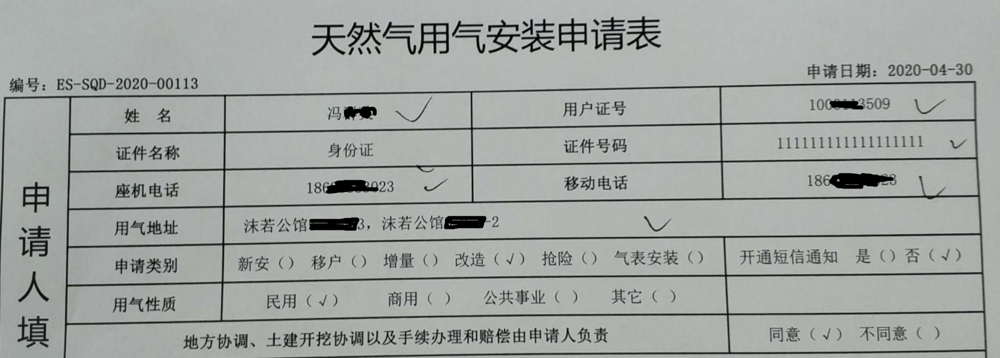 天然气用气安装申请表
编号：ES-SQD-2020-00113
申请日期：2020-04-30
申请人填
姓 名 冯 用户证号 100 3509
证件名称 身份证 证件号码 111111111111111111
座机电话 186 023 移动电话 186 23
用气地址 沫若公馆 3，沫若公馆 -2
申请类别 新安（） 移户（） 增量（） 改造（√） 抢险（） 气表安装（） 开通短信通知 是（）否（√）
用气性质 民用（√） 商用（ ） 公共事业（ ） 其它（ ）
地方协调、土建开挖协调以及手续办理和赔偿由申请人负责 同意（√） 不同意（ ）